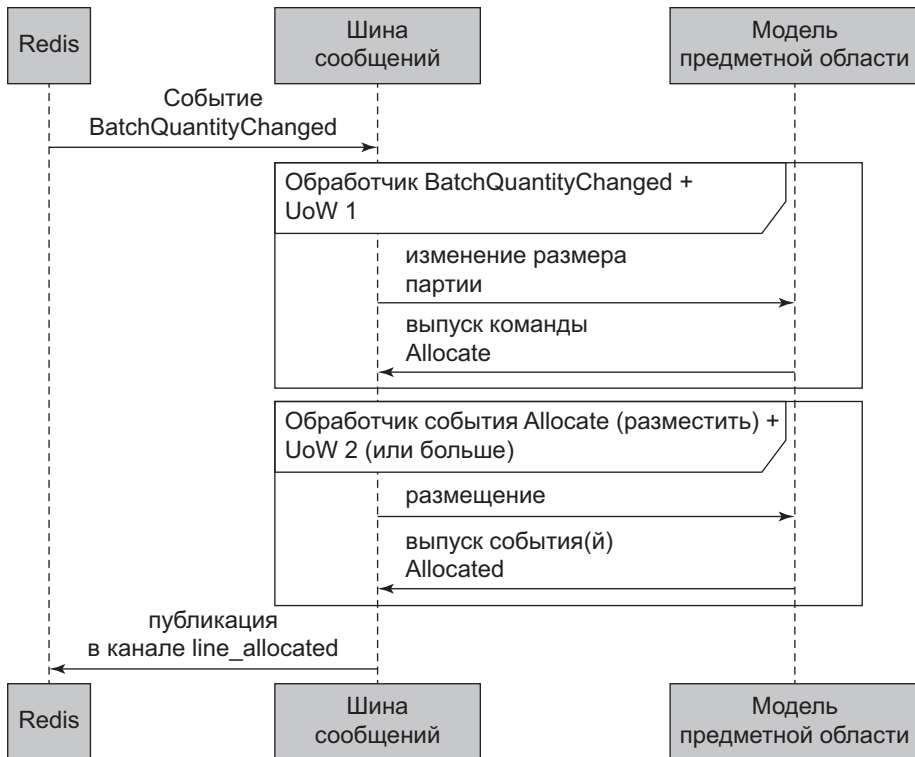 Redis
Шина
сообщений
Модель
предметной области
Событие
BatchQuantityChanged
Обработчик BatchQuantityChanged +
UoW 1
изменение размера
партии
выпуск команды
Allocate
Обработчик события Allocate (разместить) +
UoW 2 (или больше)
размещение
выпуск события(й)
Allocated
публикация
в канале line_allocated
Redis
Шина
сообщений
Модель
предметной области